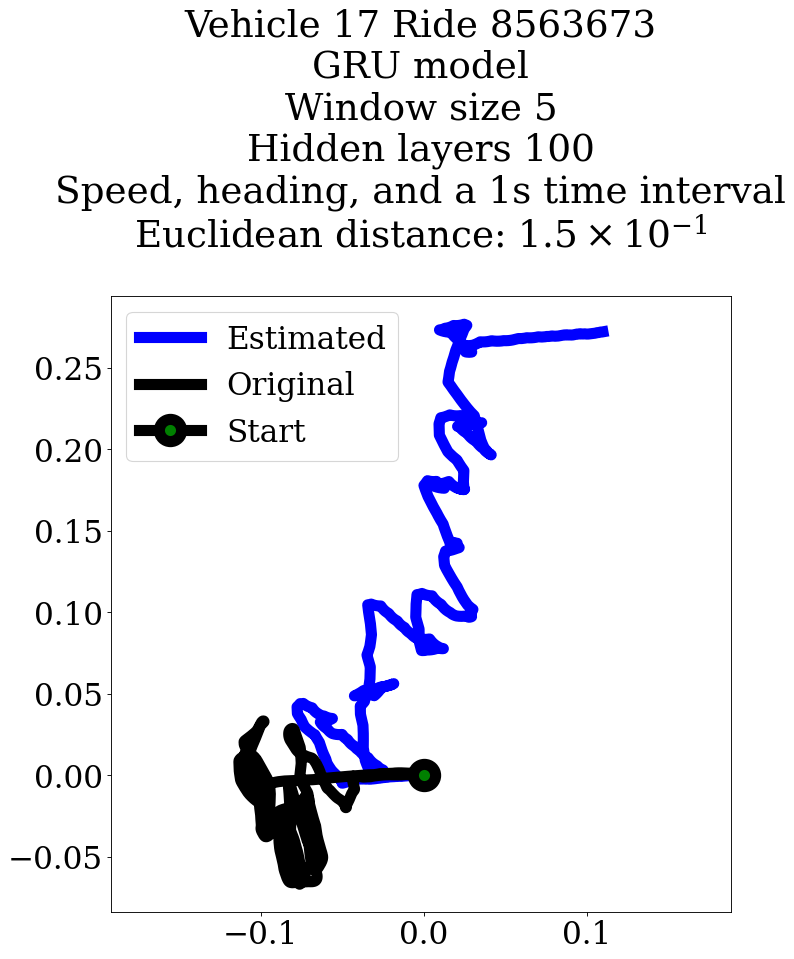 Vehicle 17 Ride 8563673
GRU model
Window size 5
Hidden layers 100
Speed, heading, and a 1s time interval
Euclidean distance: 1.5 × 10⁻¹
Estimated
Original
Start
0.25
0.20
0.15
0.10
0.05
0.00
−0.05
−0.1 0.0 0.1